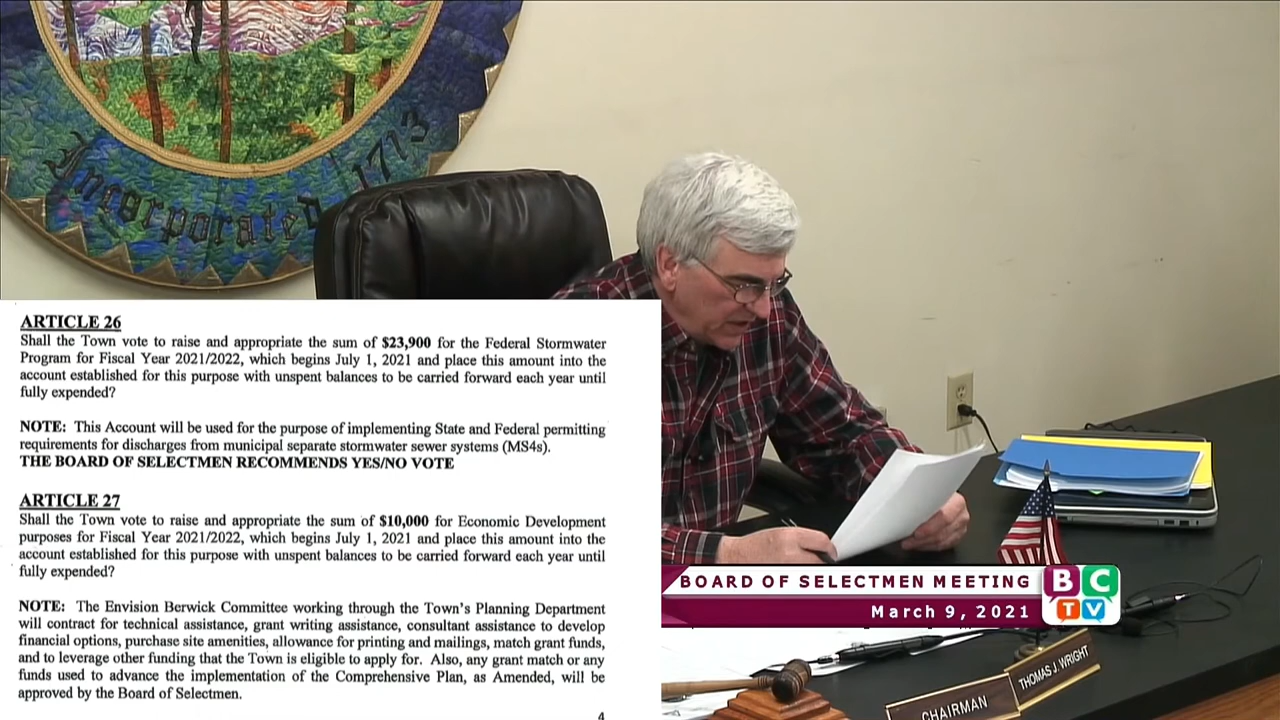 Incorporated 1713
ARTICLE 26
Shall the Town vote to raise and appropriate the sum of $23,900 for the Federal Stormwater
Program for Fiscal Year 2021/2022, which begins July 1, 2021 and place this amount into the
account established for this purpose with unspent balances to be carried forward each year until
fully expended?
NOTE: This Account will be used for the purpose of implementing State and Federal permitting
requirements for discharges from municipal separate stormwater sewer systems (MS4s).
THE BOARD OF SELECTMEN RECOMMENDS YES/NO VOTE
ARTICLE 27
Shall the Town vote to raise and appropriate the sum of $10,000 for Economic Development
purposes for Fiscal Year 2021/2022, which begins July 1, 2021 and place this amount into the
account established for this purpose with unspent balances to be carried forward each year until
fully expended?
NOTE: The Envision Berwick Committee working through the Town's Planning Department
will contract for technical assistance, grant writing assistance, consultant assistance to develop
financial options, purchase site amenities, allowance for printing and mailings, match grant funds,
and to leverage other funding that the Town is eligible to apply for. Also, any grant match or any
funds used to advance the implementation of the Comprehensive Plan, as Amended, will be
approved by the Board of Selectmen.
4
BOARD OF SELECTMEN MEETING
March 9, 2021
BC
TV
THOMAS J. WRIGHT
CHAIRMAN